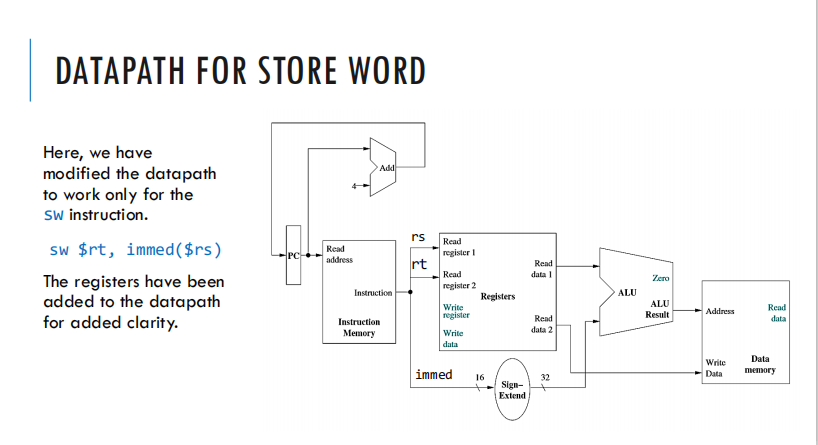 DATAPATH FOR STORE WORD
Here, we have
modified the datapath
to work only for the
sw instruction.
sw $rt, immed($rs)
The registers have been
added to the datapath
for added clarity.
Add
4
PC
Read
address
Instruction
Instruction
Memory
rs
rt
immed
Read
register 1
Read
register 2
Write
register
Write
data
Registers
Read
data 1
Read
data 2
16
Sign–
Extend
32
Zero
ALU
ALU
Result
Address
Read
data
Write
Data
Data
memory